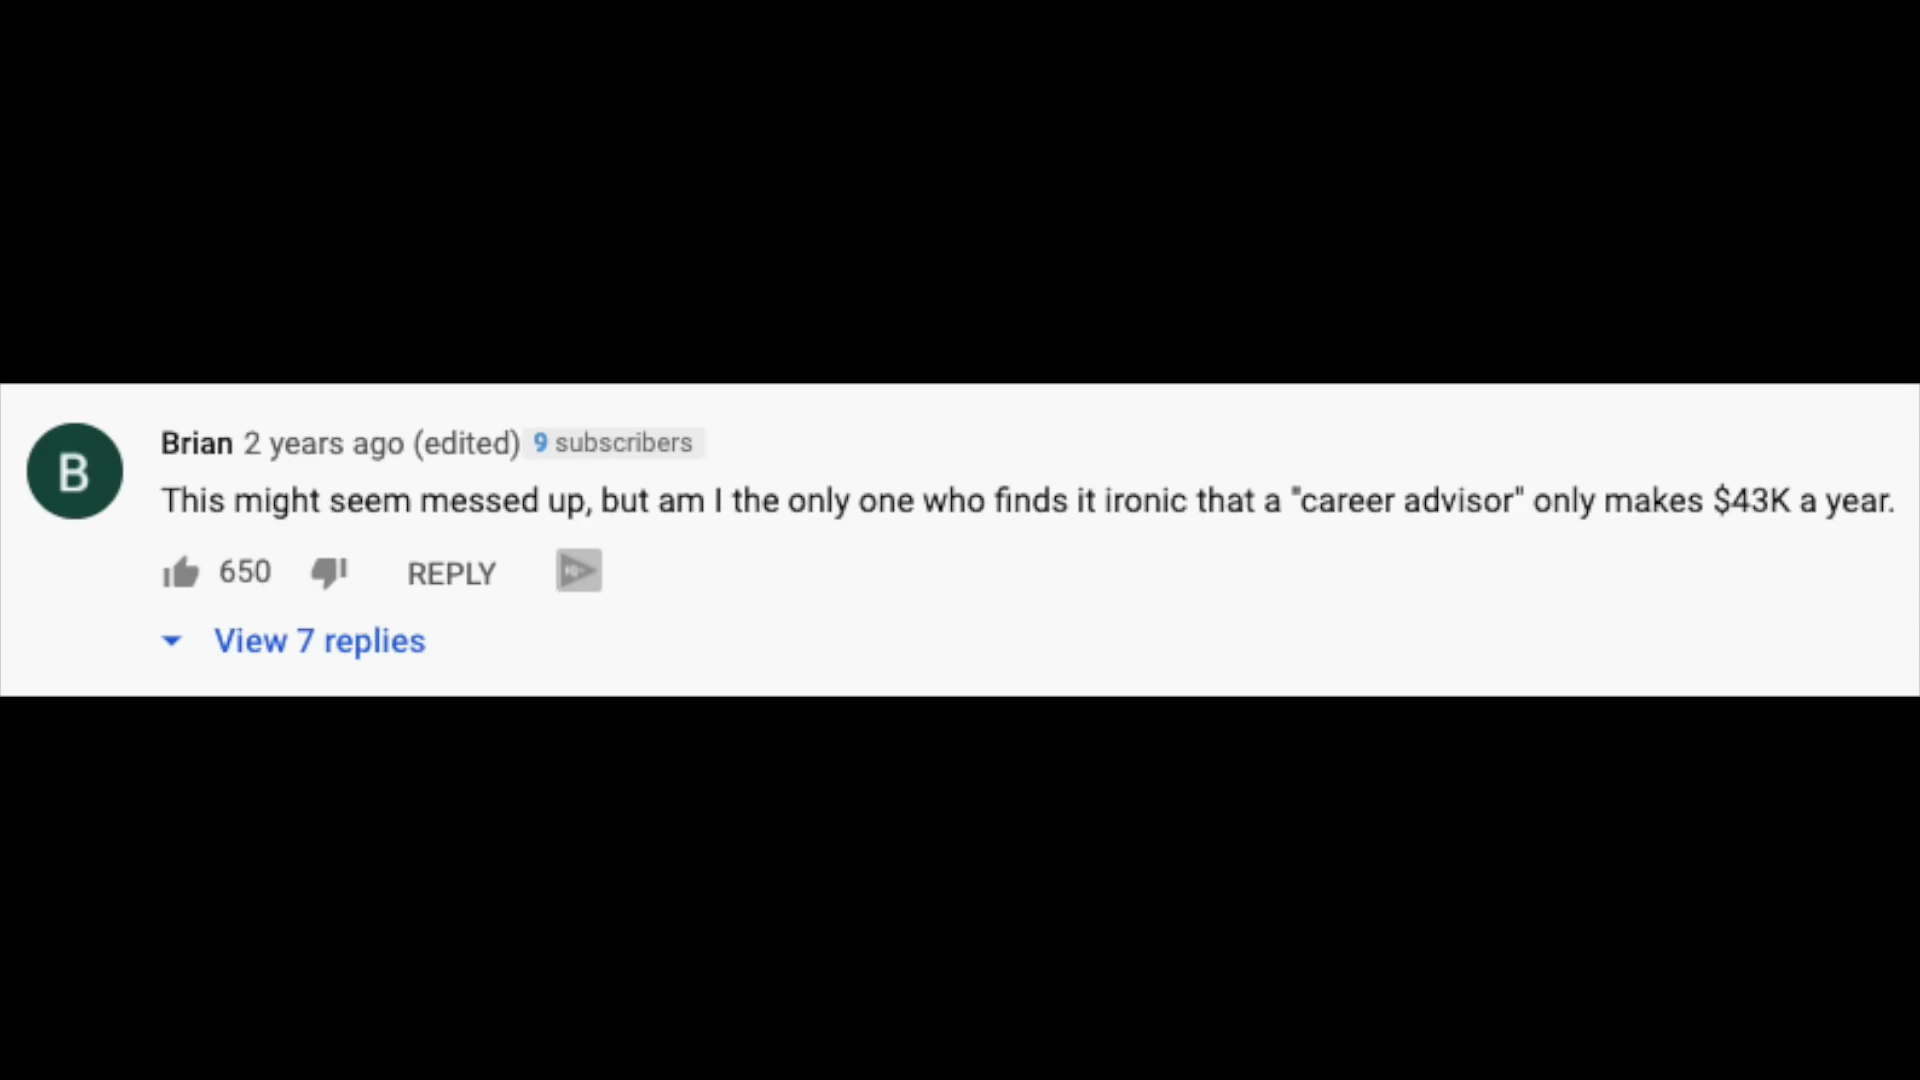 B
Brian 2 years ago (edited) 9 subscribers
This might seem messed up, but am I the only one who finds it ironic that a "career advisor" only makes $43K a year.
650 REPLY
View 7 replies